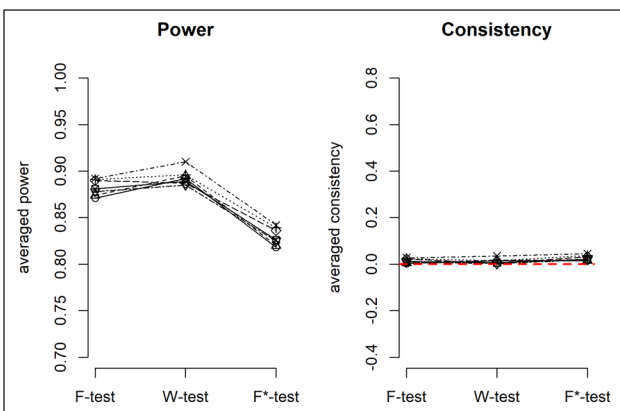 Power
averaged power
1.00
0.95
0.90
0.85
0.80
0.75
0.70
F-test W-test F*-test
Consistency
averaged consistency
0.8
0.6
0.4
0.2
0.0
-0.2
-0.4
F-test W-test F*-test